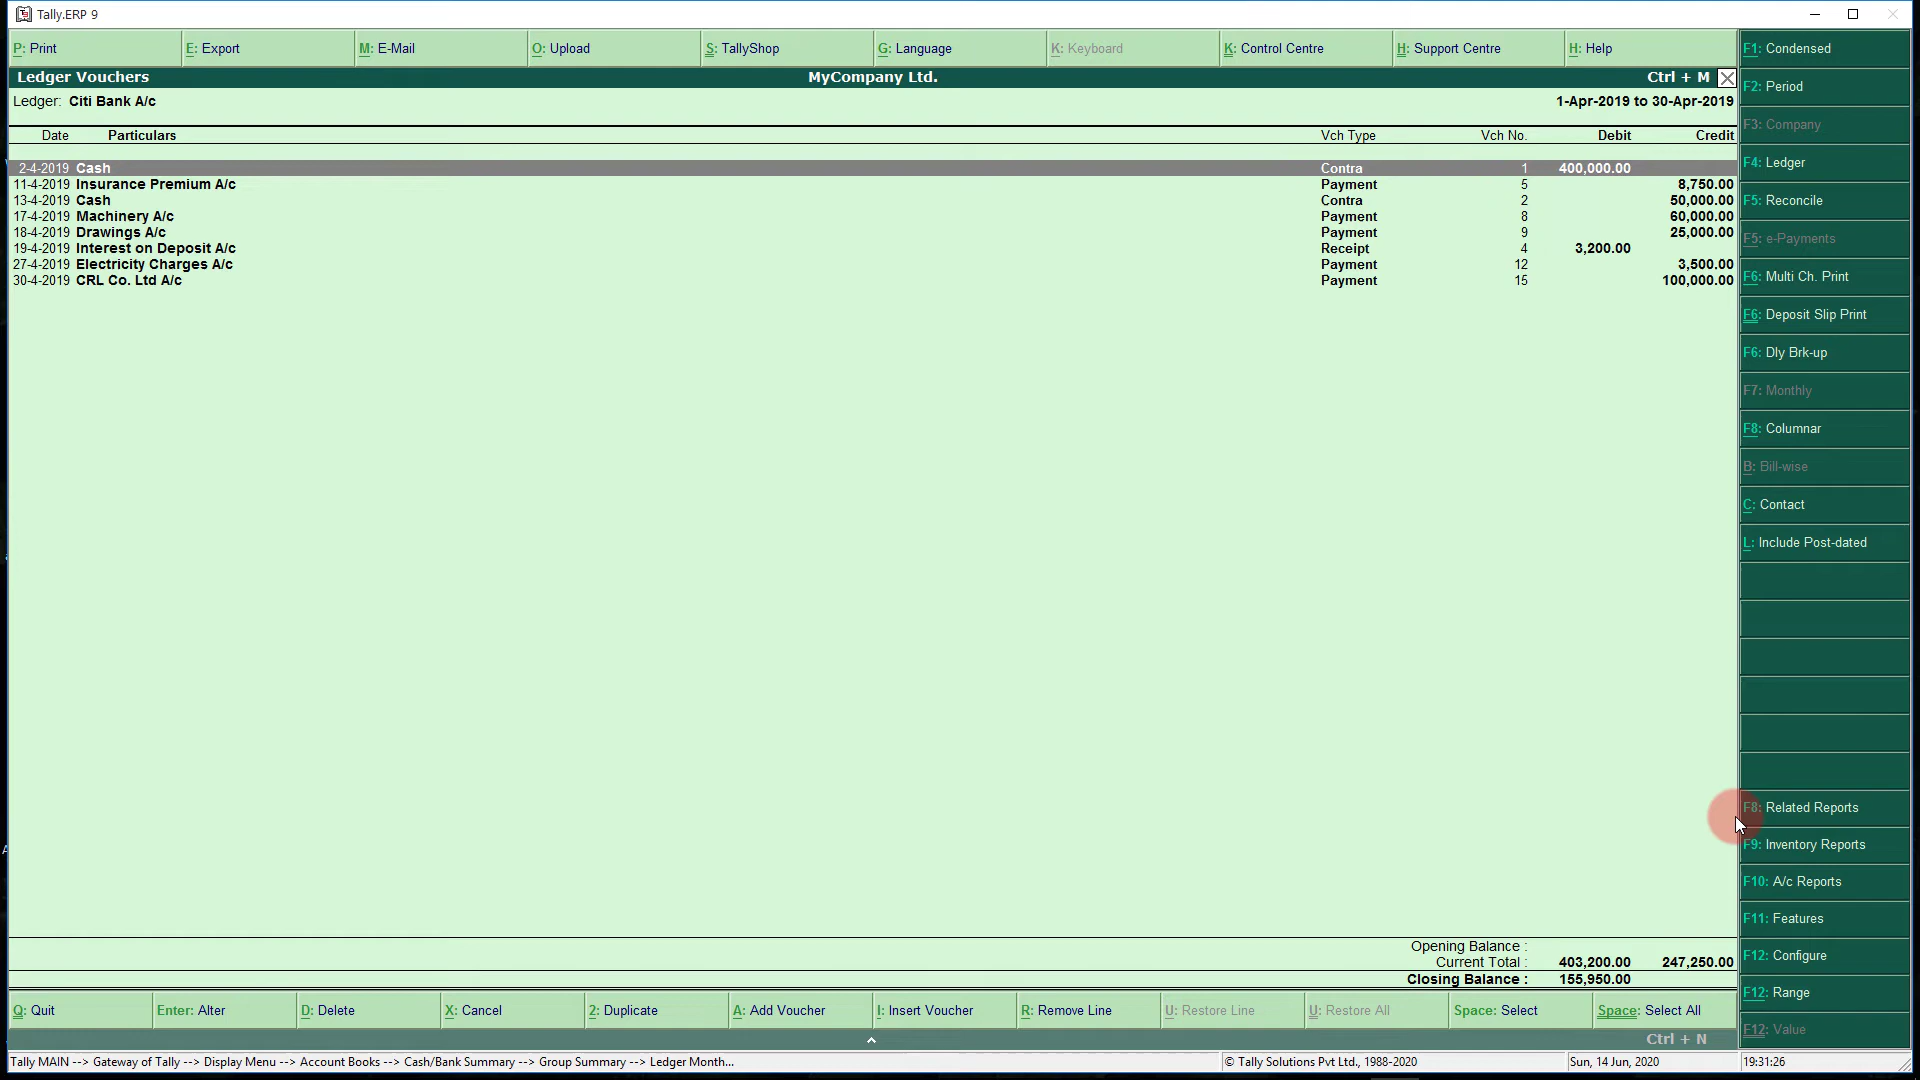 Tally.ERP 9
P: Print E: Export M: E-Mail O: Upload S: TallyShop G: Language K: Keyboard K: Control Centre H: Support Centre H: Help
Ledger Vouchers MyCompany Ltd. Ctrl + M
Ledger: Citi Bank A/c 1-Apr-2019 to 30-Apr-2019
Date Particulars Vch Type Vch No. Debit Credit
2-4-2019 Cash Contra 1 400,000.00
11-4-2019 Insurance Premium A/c Payment 5 8,750.00
13-4-2019 Cash Contra 2 50,000.00
17-4-2019 Machinery A/c Payment 8 60,000.00
18-4-2019 Drawings A/c Payment 9 25,000.00
19-4-2019 Interest on Deposit A/c Receipt 4 3,200.00
27-4-2019 Electricity Charges A/c Payment 12 3,500.00
30-4-2019 CRL Co. Ltd A/c Payment 15 100,000.00
Opening Balance :
Current Total : 403,200.00 247,250.00
Closing Balance : 155,950.00
F1: Condensed
F2: Period
F3: Company
F4: Ledger
F5: Reconcile
F5: e-Payments
F6: Multi Ch. Print
F6: Deposit Slip Print
F6: Dly Brk-up
F7: Monthly
F8: Columnar
B: Bill-wise
C: Contact
L: Include Post-dated
F8: Related Reports
F9: Inventory Reports
F10: A/c Reports
F11: Features
F12: Configure
F12: Range
F12: Value
Q: Quit Enter: Alter D: Delete X: Cancel 2: Duplicate A: Add Voucher I: Insert Voucher R: Remove Line U: Restore Line U: Restore All Space: Select Space: Select All
Ctrl + N
Tally MAIN --> Gateway of Tally --> Display Menu --> Account Books --> Cash/Bank Summary --> Group Summary --> Ledger Month... © Tally Solutions Pvt Ltd., 1988-2020 Sun, 14 Jun, 2020 19:31:26